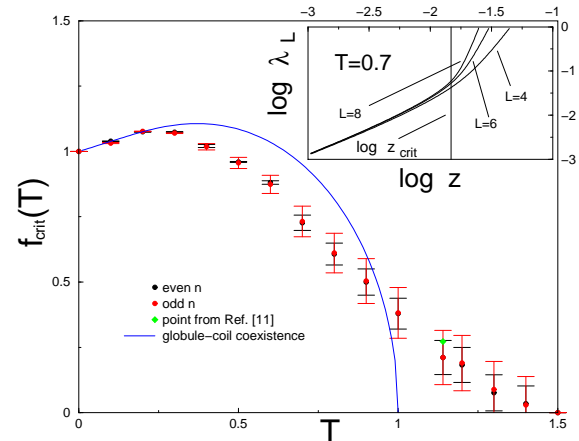 -3 -2.5 -2 -1.5 -1
0
-1
-2
-3
log λ_L
T=0.7
L=8
L=6
L=4
log z_crit
log z
1.5
1
0.5
0
f_crit(T)
even n
odd n
point from Ref. [11]
globule-coil coexistence
0 0.5 1 1.5
T